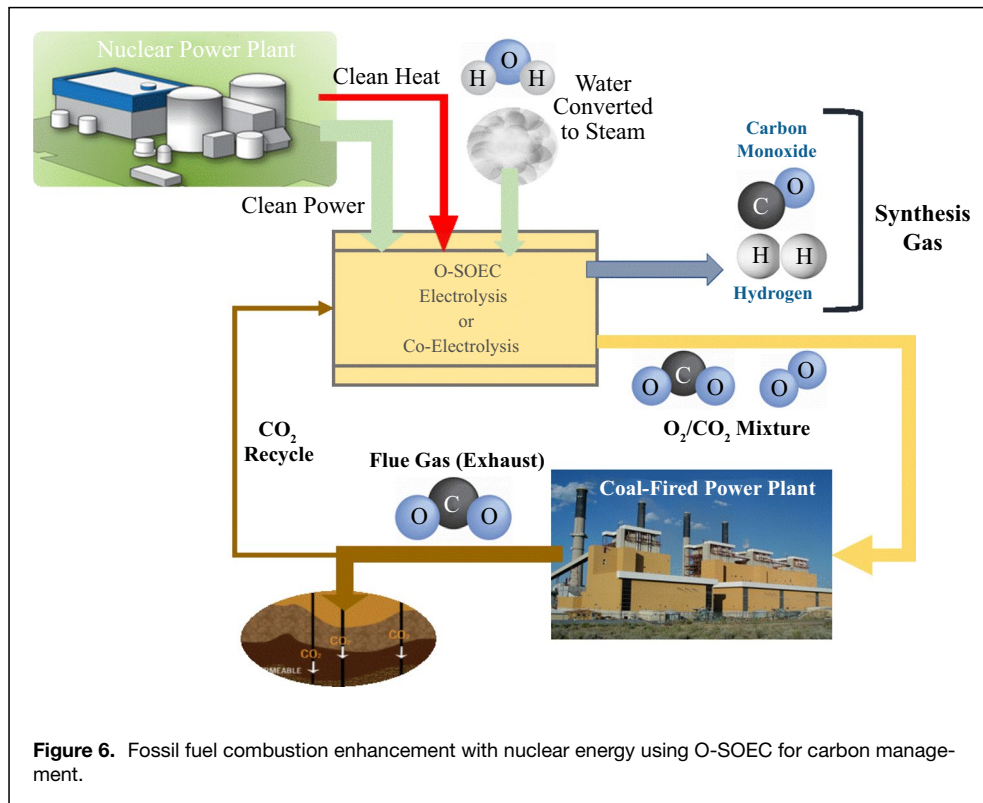 Nuclear Power Plant
Clean Heat
Clean Power
H O H
Water
Converted
to Steam
Carbon
Monoxide
C O
H H
Hydrogen
Synthesis
Gas
O-SOEC
Electrolysis
or
Co-Electrolysis
O C O
O O
O₂/CO₂ Mixture
CO₂
Recycle
Flue Gas (Exhaust)
O C O
Coal-Fired Power Plant
CO₂
CO₂
CO₂
ERMEABLE
Figure 6. Fossil fuel combustion enhancement with nuclear energy using O-SOEC for carbon manage-
ment.